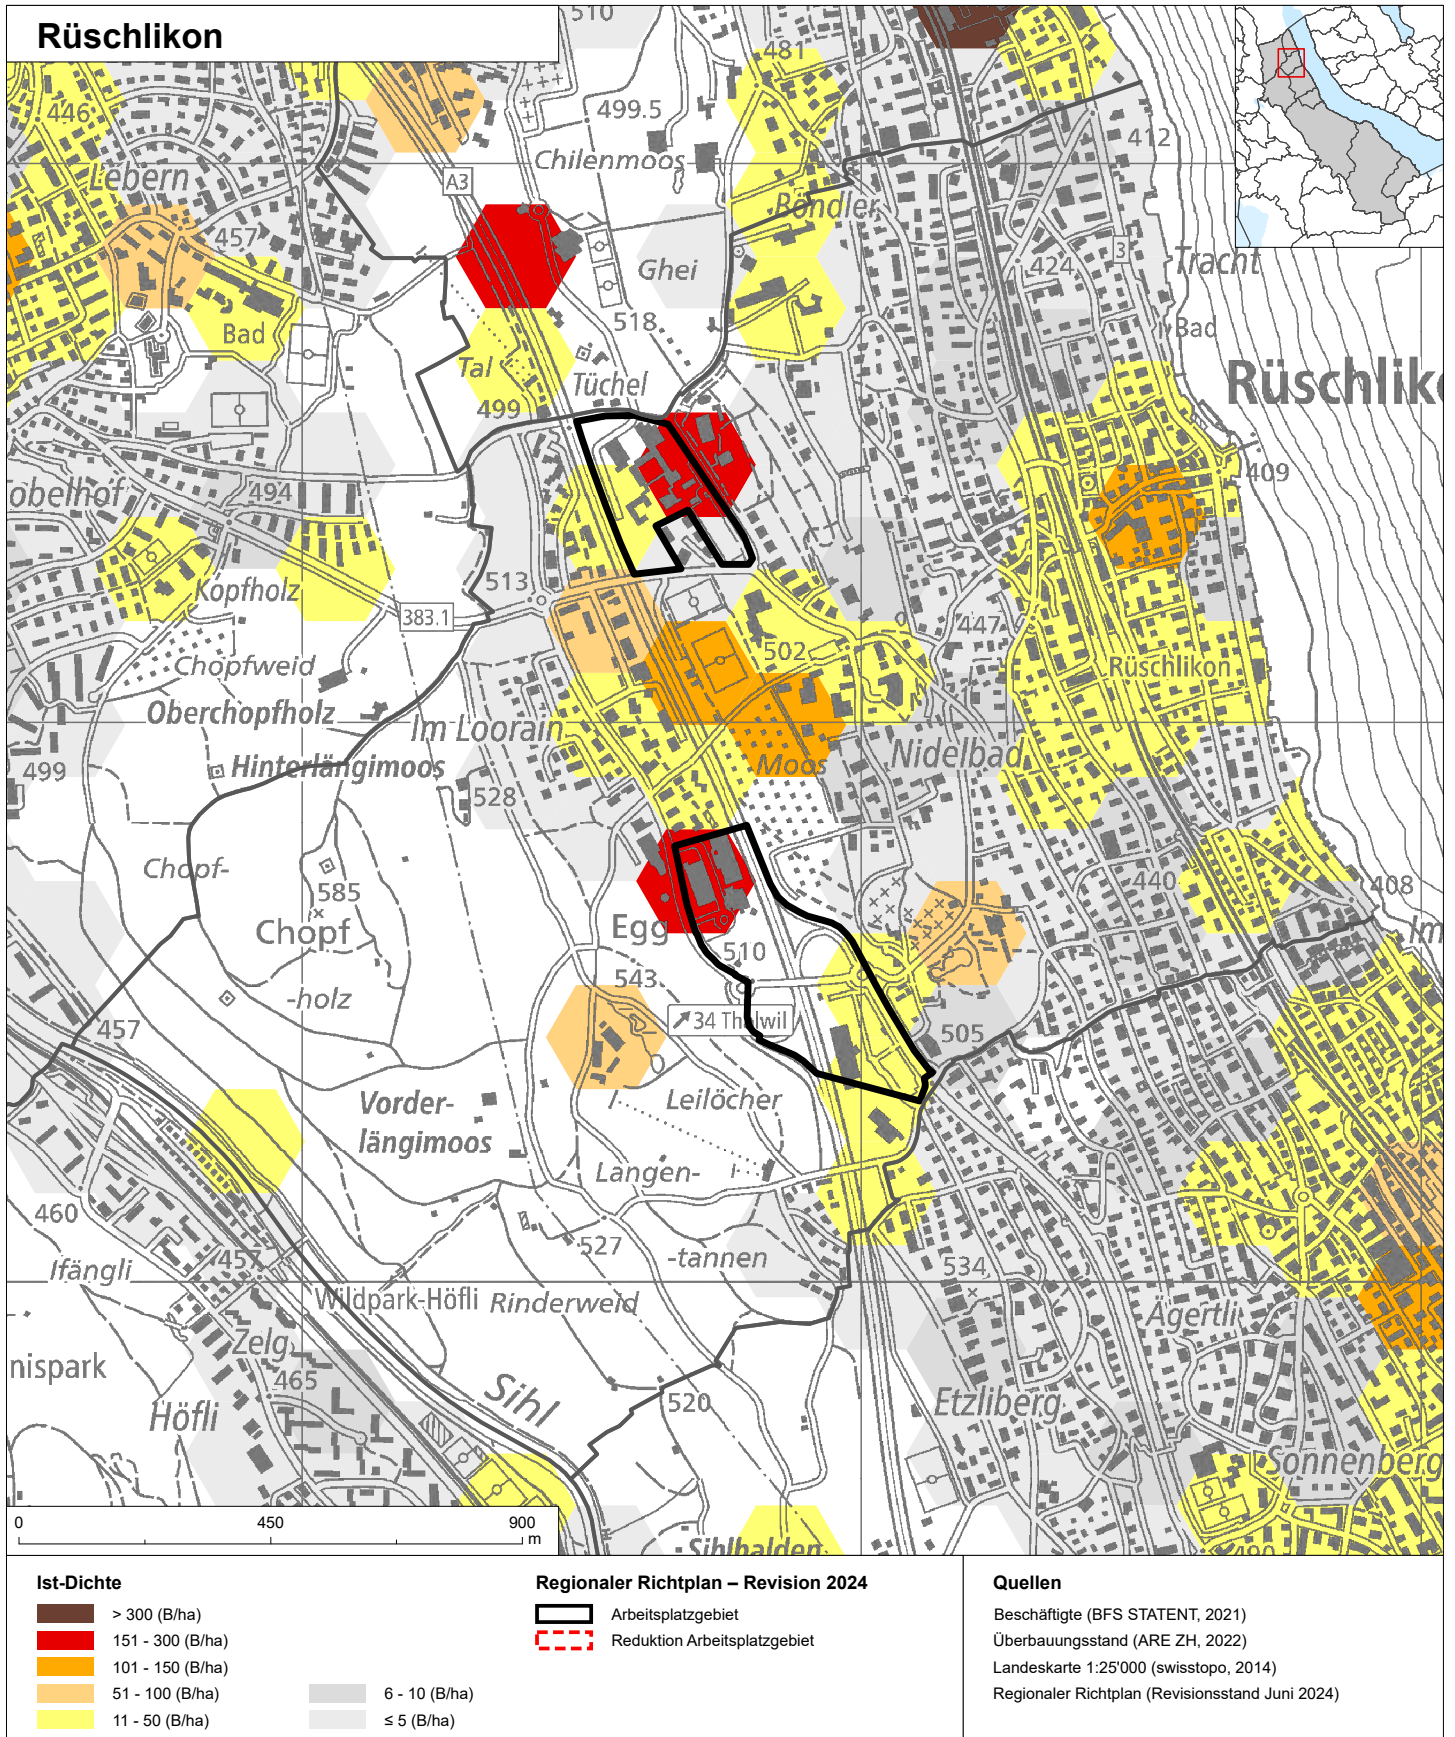 Rüschlikon
510
481
446
499.5
412
Chilenmoos
Lebern
A3
Röndler
457
3
Tracht
424
Ghei
518
Bad
Bad
Tal
Tüchel
Rüschlik
499
409
obelhof
494
513
Kopfholz
383.1
447
502
Chopfweid
Rüschlikon
Oberchopfholz
Im Loorain
Nidelbad
Hinterlängimoos
Moos
499
528
Chopf-
585
440
408
Chopf
Egg
Im
510
543
-holz
34 Thalwil
457
505
Vorder-
längimoos
Leilöcher
Langen-
460
527
-tannen
457
Ifängli
534
Wildpark-Höfli
Rinderweid
Ägertli
Zelg
nispark
465
Sihl
520
Höfli
Etzliberg
Sonnenberg
Sihlhalden
490
0 450 900
m
Ist-Dichte
> 300 (B/ha)
151 - 300 (B/ha)
101 - 150 (B/ha)
51 - 100 (B/ha)
11 - 50 (B/ha)
6 - 10 (B/ha)
≤ 5 (B/ha)
Regionaler Richtplan – Revision 2024
Arbeitsplatzgebiet
Reduktion Arbeitsplatzgebiet
Quellen
Beschäftigte (BFS STATENT, 2021)
Überbauungsstand (ARE ZH, 2022)
Landeskarte 1:25'000 (swisstopo, 2014)
Regionaler Richtplan (Revisionsstand Juni 2024)